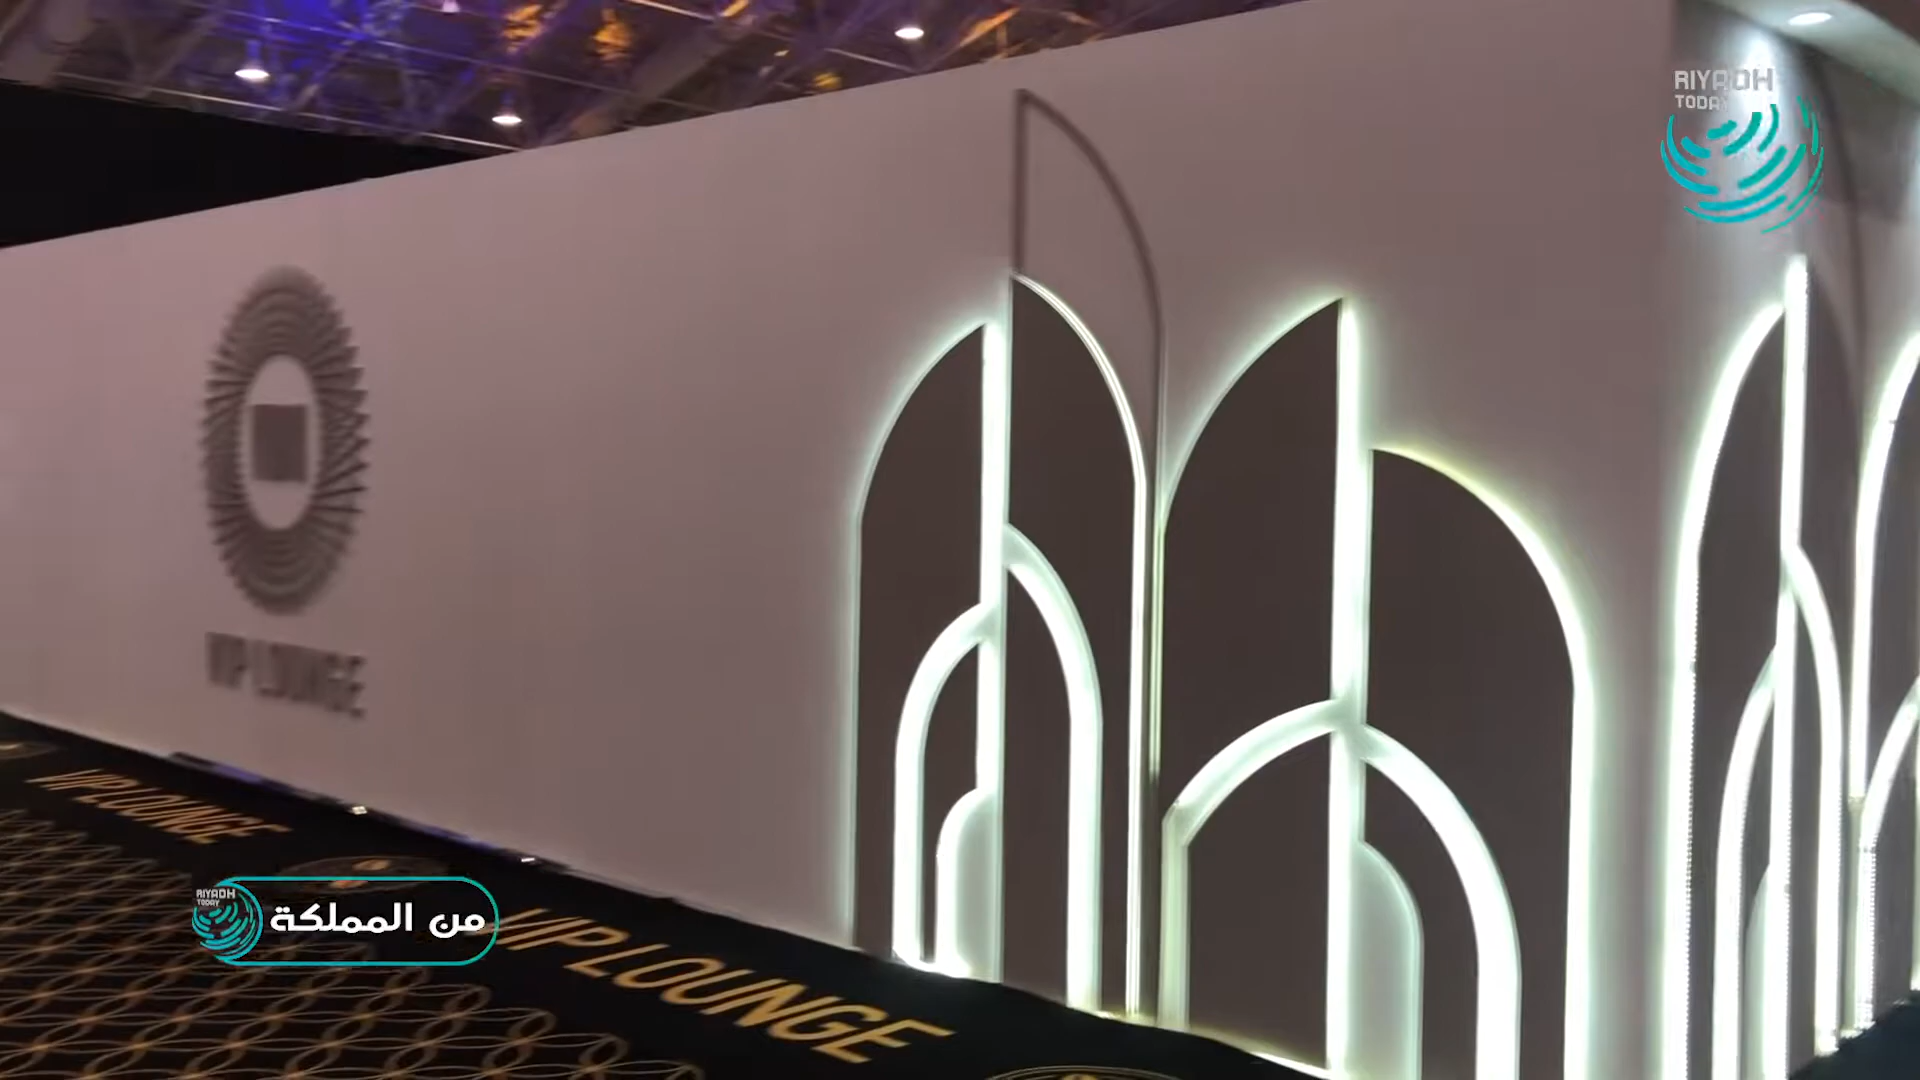 RIYADH
TODAY
VIP LOUNGE
VIP LOUNGE
RIYADH
TODAY
من المملكة
VIP LOUNGE